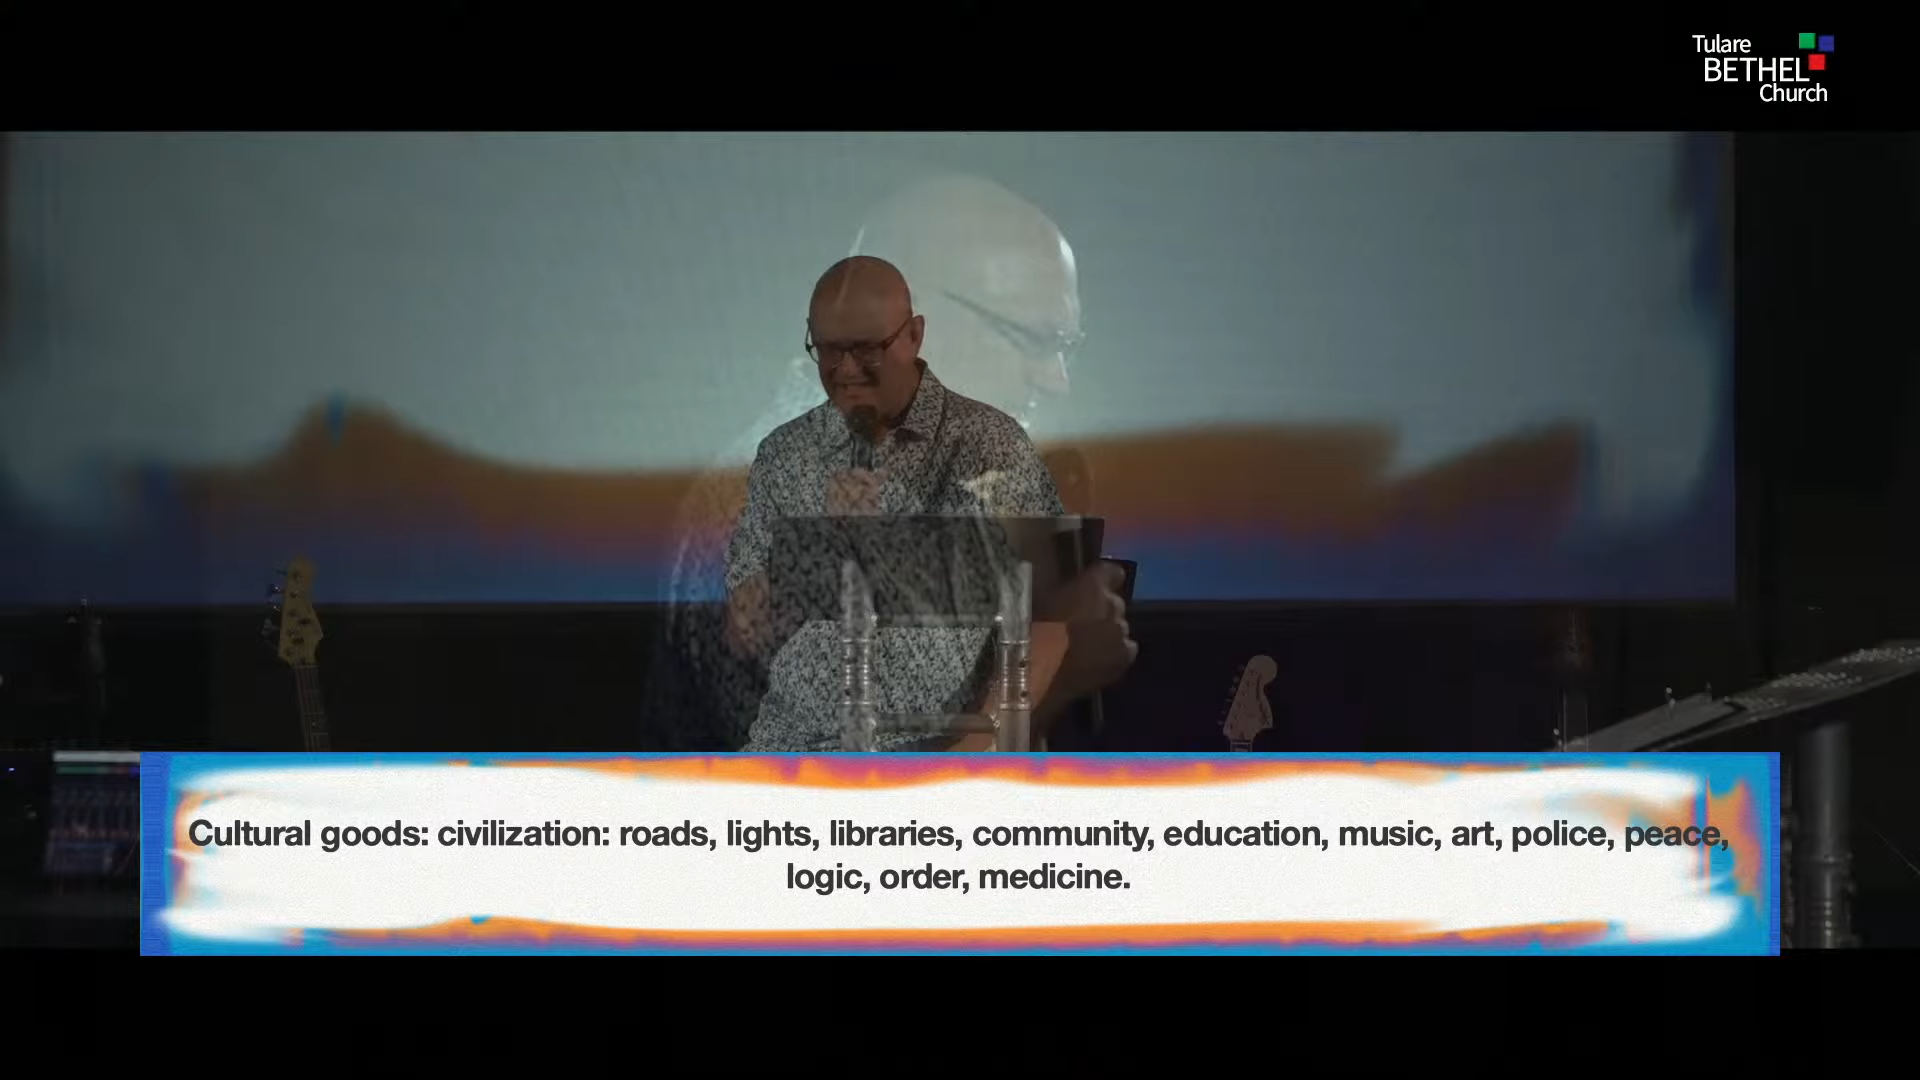 Tulare
BETHEL
Church
Cultural goods: civilization: roads, lights, libraries, community, education, music, art, police, peace,
logic, order, medicine.